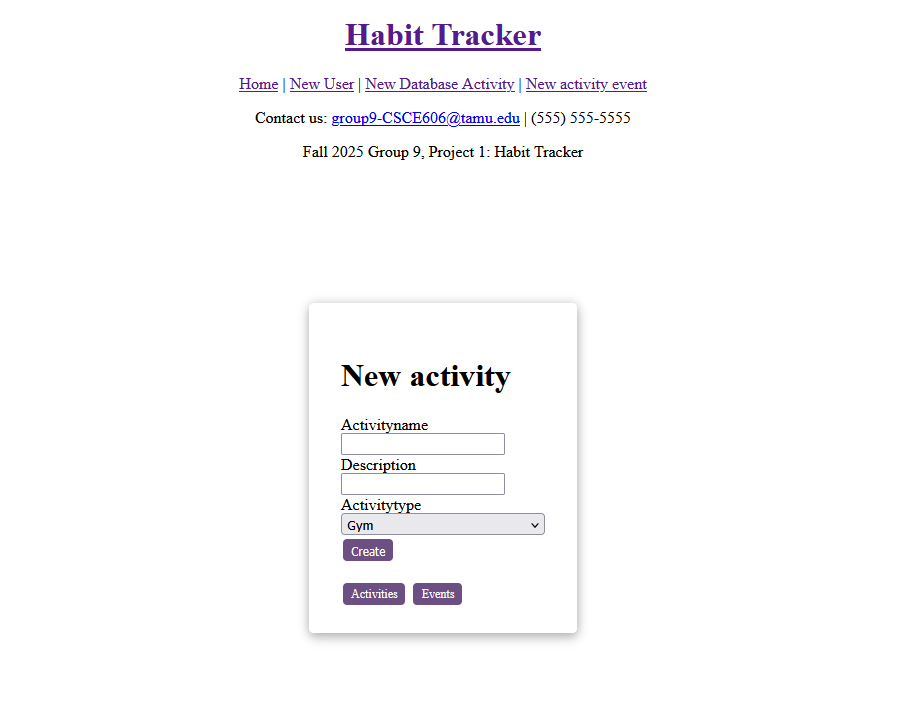 Habit Tracker
Home | New User | New Database Activity | New activity event
Contact us: group9-CSCE606@tamu.edu | (555) 555-5555
Fall 2025 Group 9, Project 1: Habit Tracker
New activity
Activityname
Description
Activitytype
Gym
Create
Activities Events